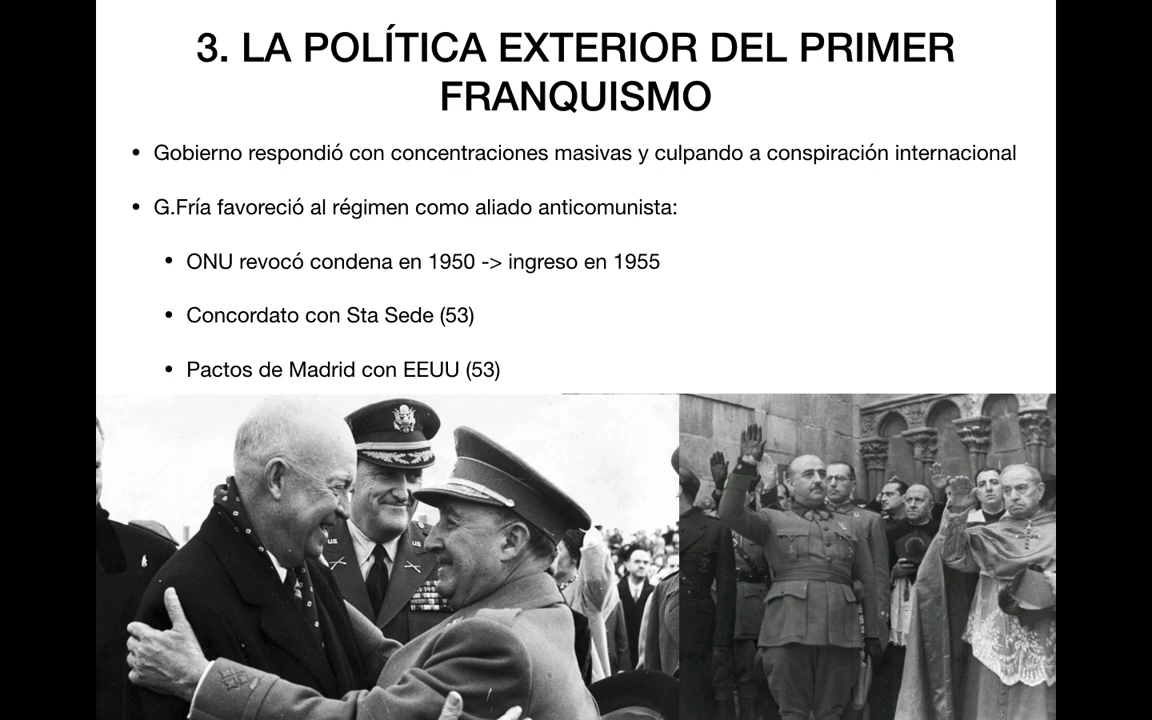 3. LA POLÍTICA EXTERIOR DEL PRIMER
FRANQUISMO
• Gobierno respondió con concentraciones masivas y culpando a conspiración internacional
• G.Fría favoreció al régimen como aliado anticomunista:
• ONU revocó condena en 1950 -> ingreso en 1955
• Concordato con Sta Sede (53)
• Pactos de Madrid con EEUU (53)